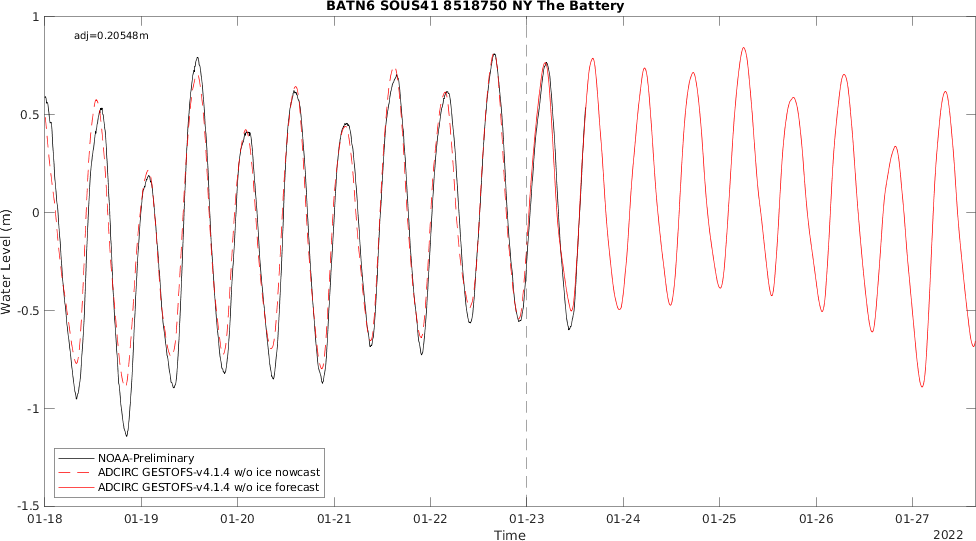 BATN6 SOUS41 8518750 NY The Battery
adj=0.20548m
1
0.5
0
-0.5
-1
-1.5
Water Level (m)
NOAA-Preliminary
ADCIRC GESTOFS-v4.1.4 w/o ice nowcast
ADCIRC GESTOFS-v4.1.4 w/o ice forecast
01-18 01-19 01-20 01-21 01-22 01-23 01-24 01-25 01-26 01-27
Time
2022